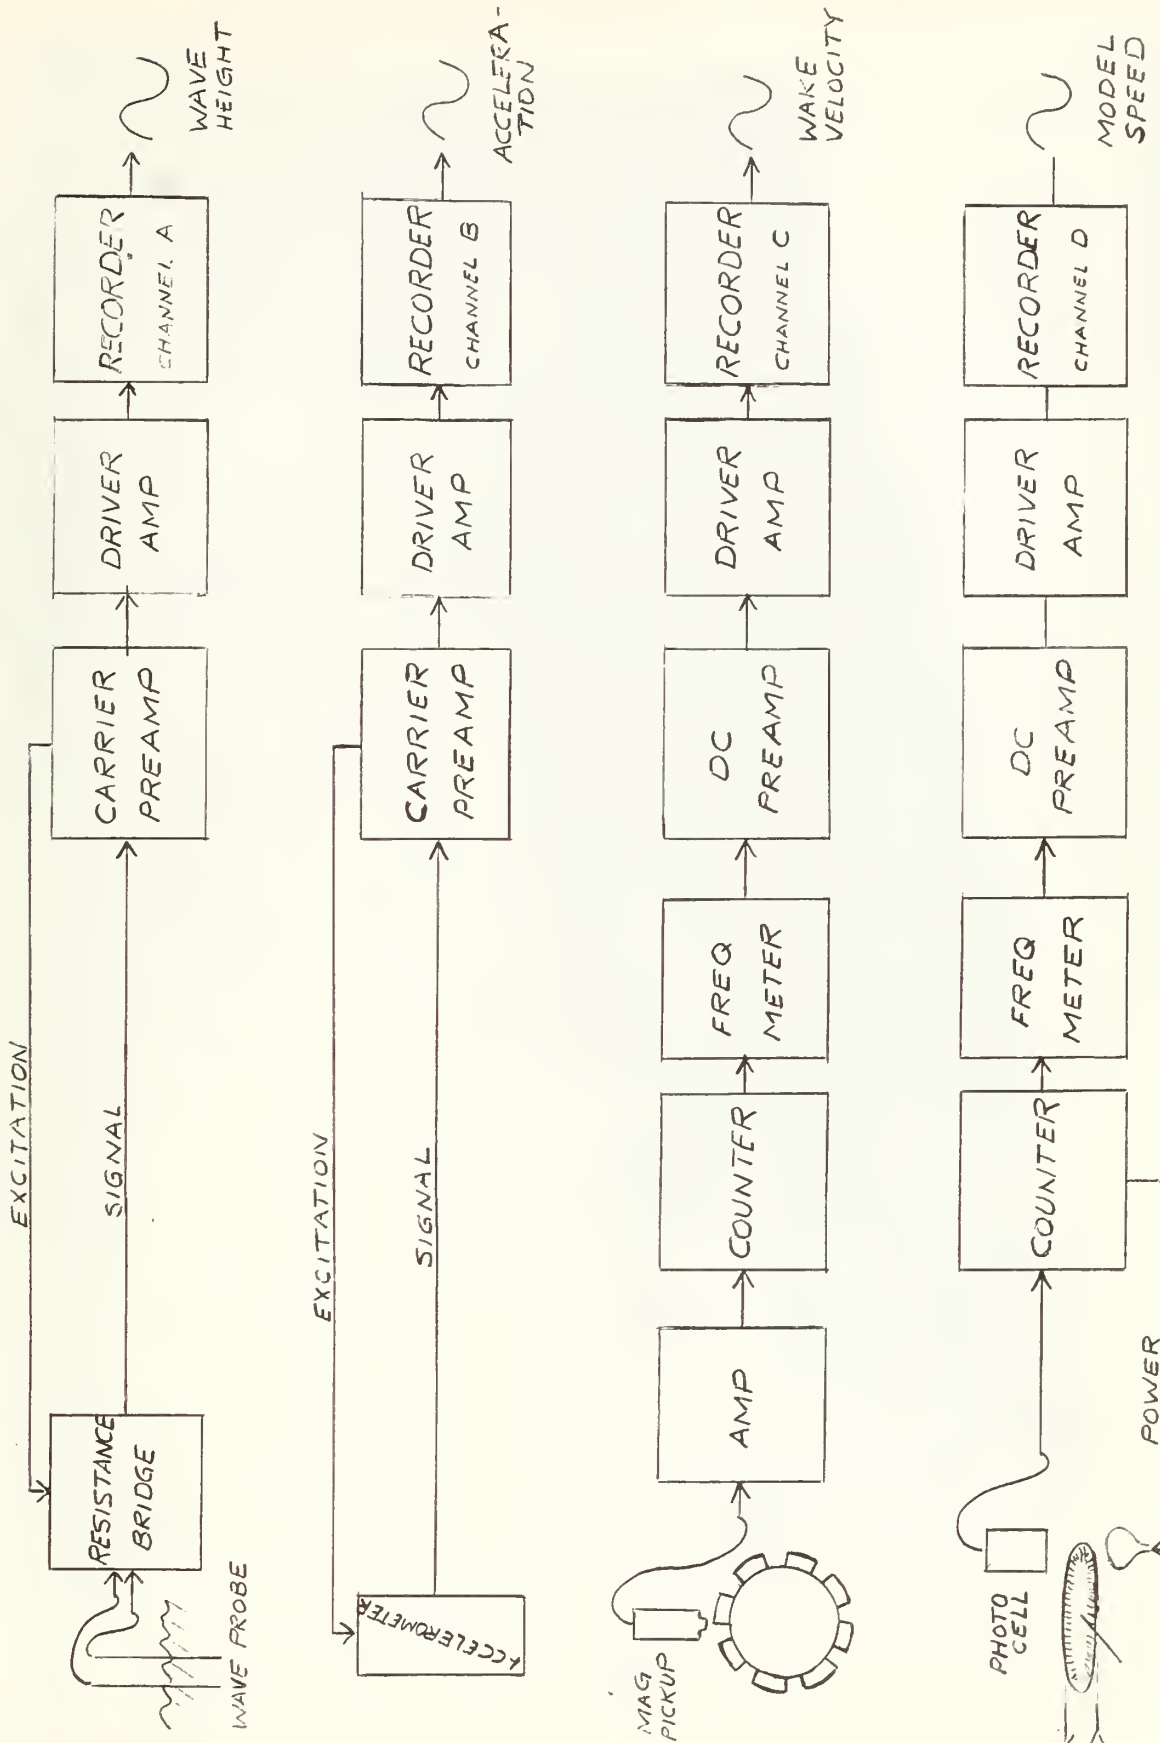 WAVE PROBE
RESISTANCE
BRIDGE
EXCITATION
SIGNAL
CARRIER
PREAMP
DRIVER
AMP
RECORDER
CHANNEL A
WAVE
HEIGHT
ACCELEROMETER
EXCITATION
SIGNAL
CARRIER
PREAMP
DRIVER
AMP
RECORDER
CHANNEL B
ACCELERA-
TION
MAG
PICKUP
AMP
COUNTER
FREQ
METER
DC
PREAMP
DRIVER
AMP
RECORDER
CHANNEL C
WAKE
VELOCITY
PHOTO
CELL
POWER
COUNTER
FREQ
METER
DC
PREAMP
DRIVER
AMP
RECORDER
CHANNEL D
MODEL
SPEED